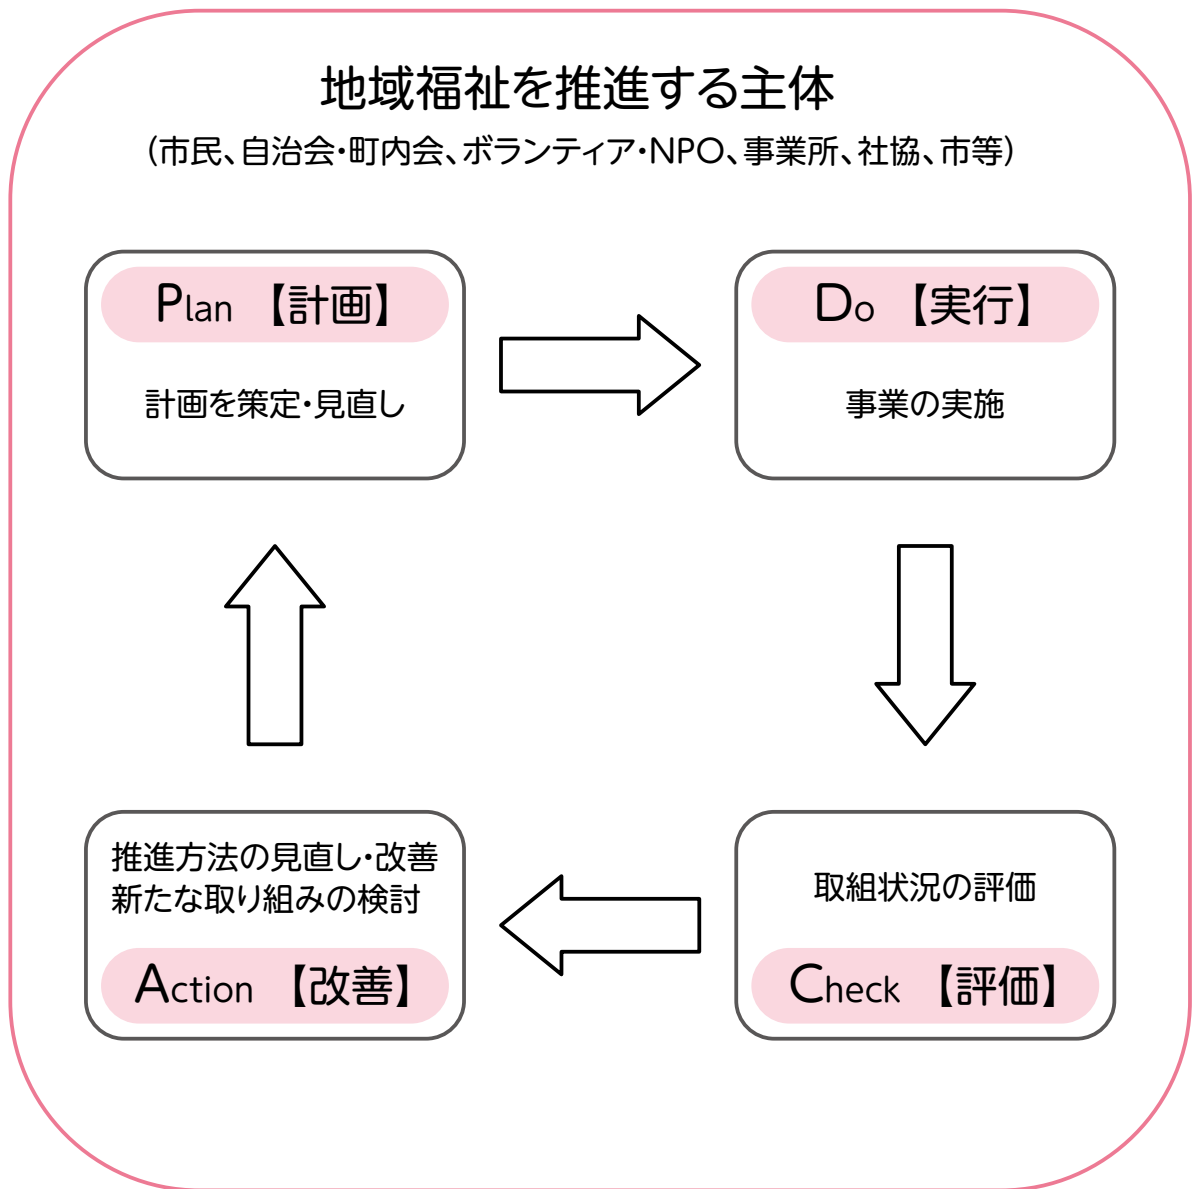 地域福祉を推進する主体
（市民、自治会・町内会、ボランティア・NPO、事業所、社協、市等）
Plan 【計画】
計画を策定・見直し
Do 【実行】
事業の実施
推進方法の見直し・改善
新たな取り組みの検討
Action 【改善】
取組状況の評価
Check 【評価】